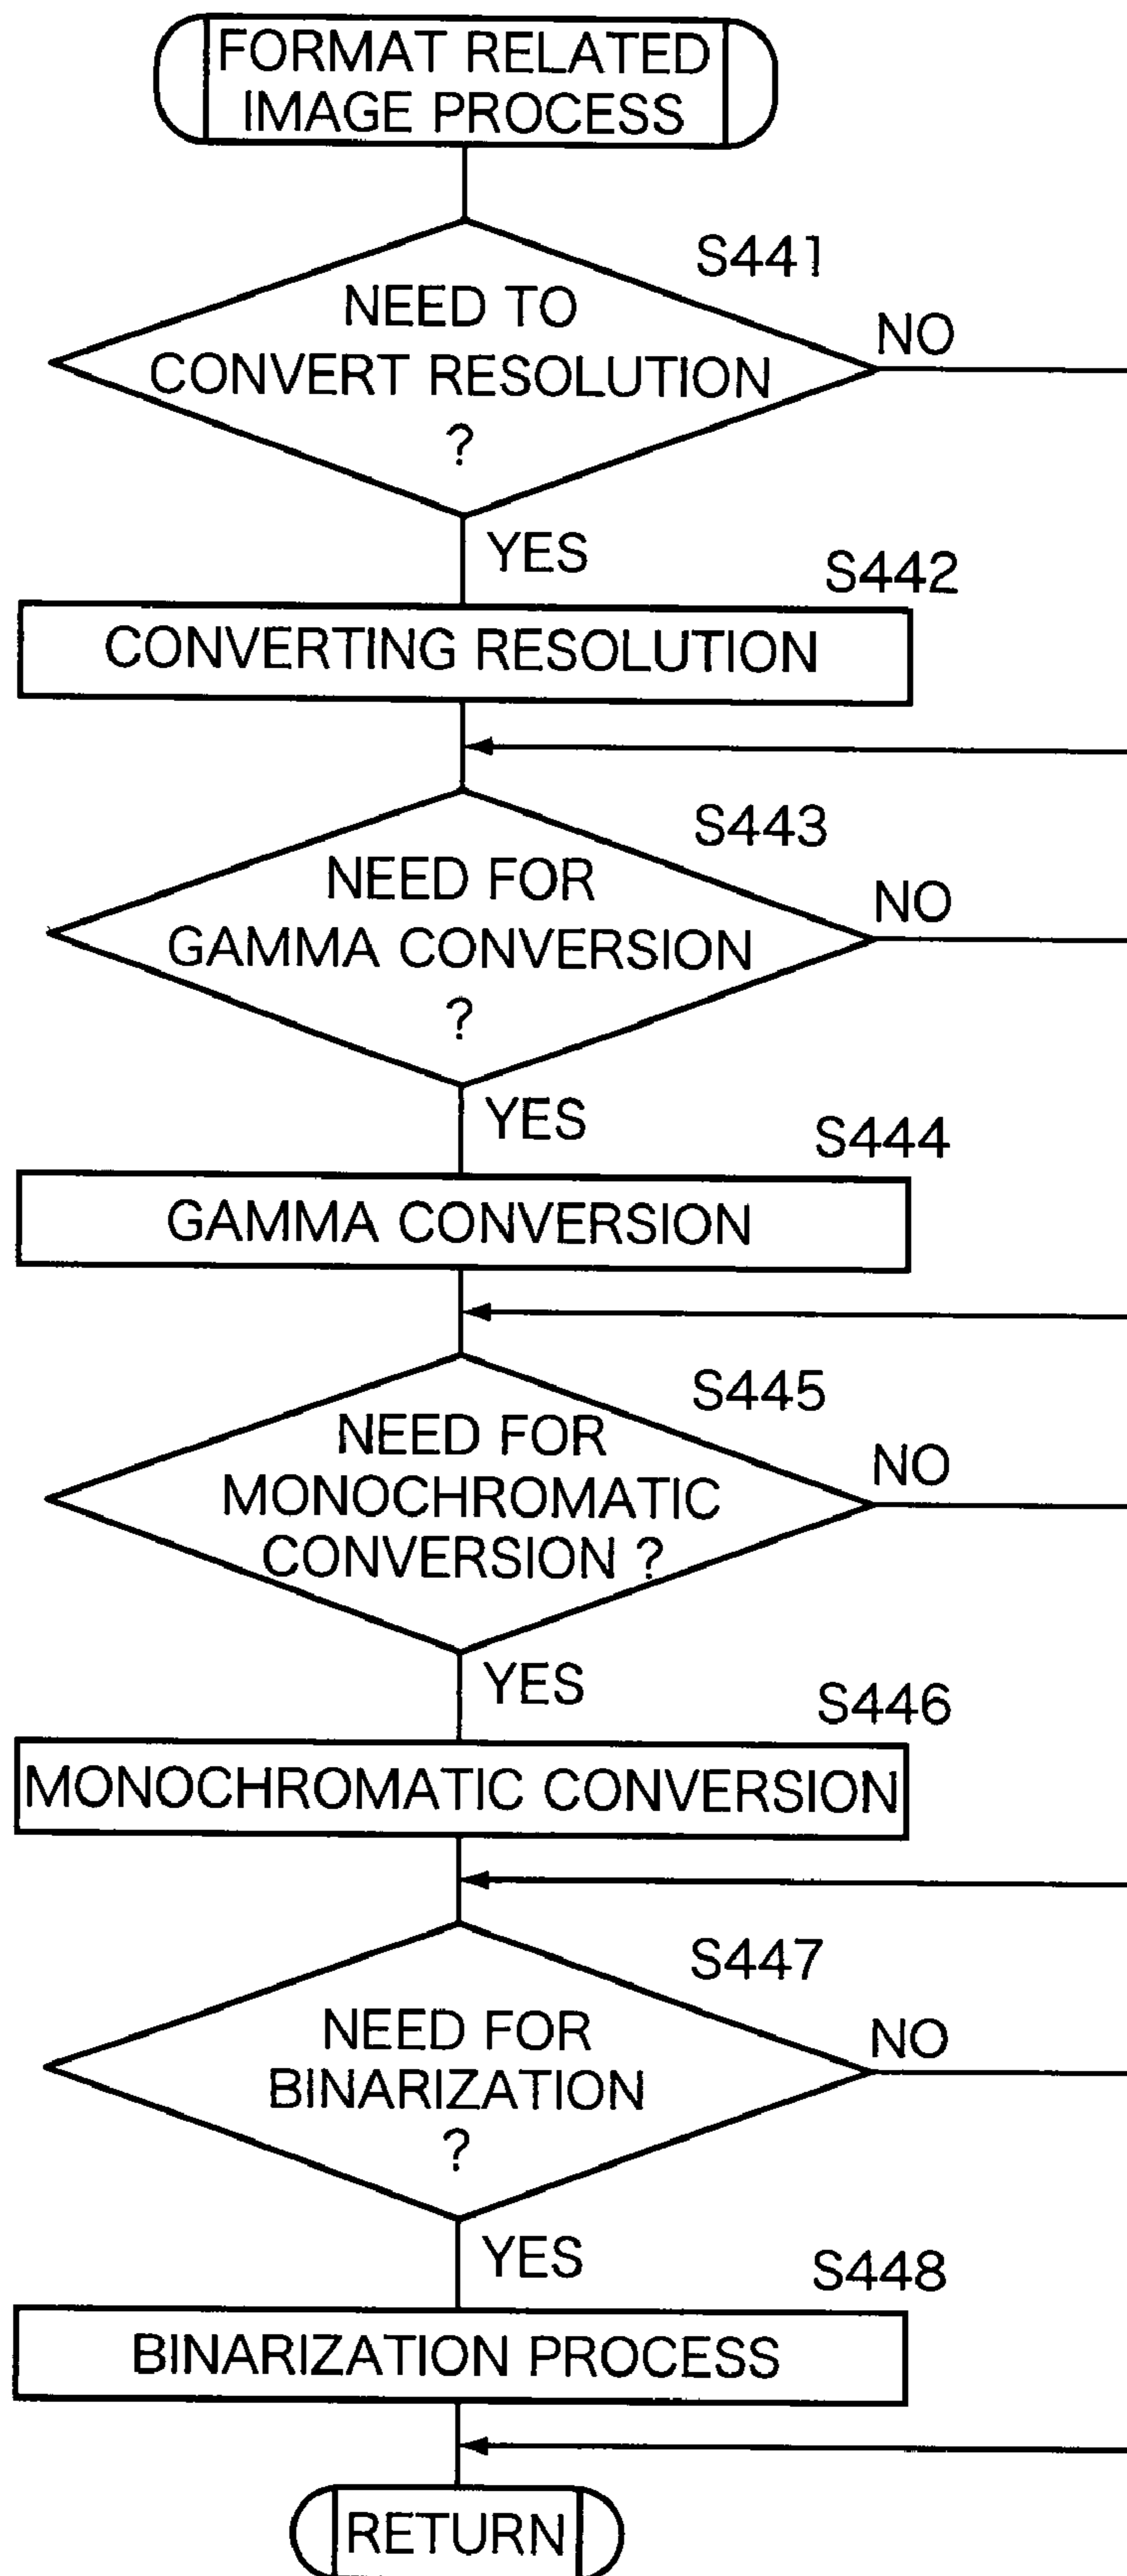 FORMAT RELATED
IMAGE PROCESS
S441
NEED TO
CONVERT RESOLUTION
?
NO
YES
S442
CONVERTING RESOLUTION
S443
NEED FOR
GAMMA CONVERSION
?
NO
YES
S444
GAMMA CONVERSION
S445
NEED FOR
MONOCHROMATIC
CONVERSION ?
NO
YES
S446
MONOCHROMATIC CONVERSION
S447
NEED FOR
BINARIZATION
?
NO
YES
S448
BINARIZATION PROCESS
RETURN